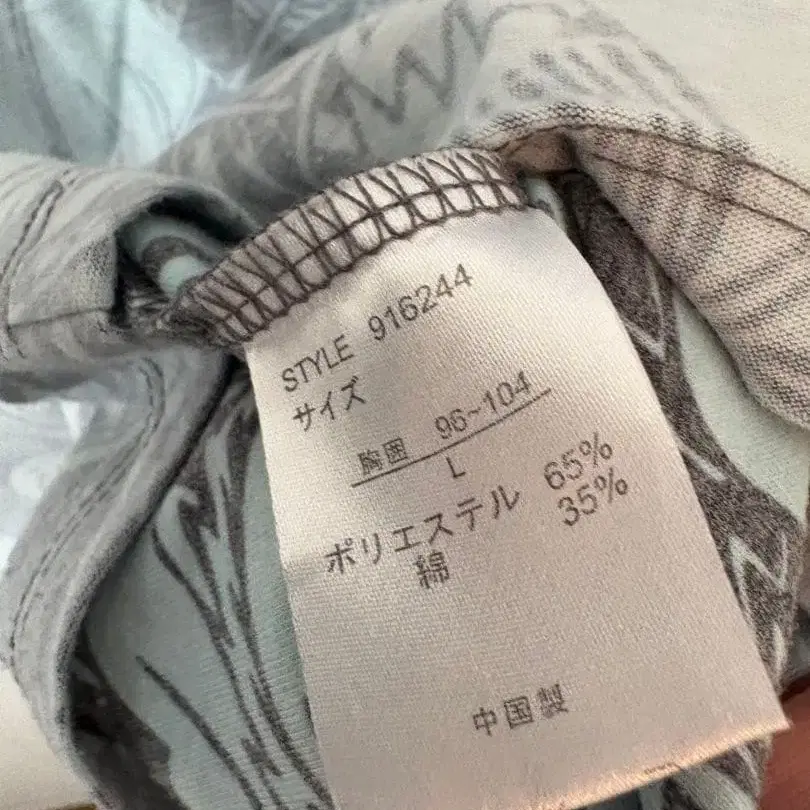 STYLE 916244
サイズ
胸囲 96~104
L
ポリエステル 65%
綿 35%
中国製